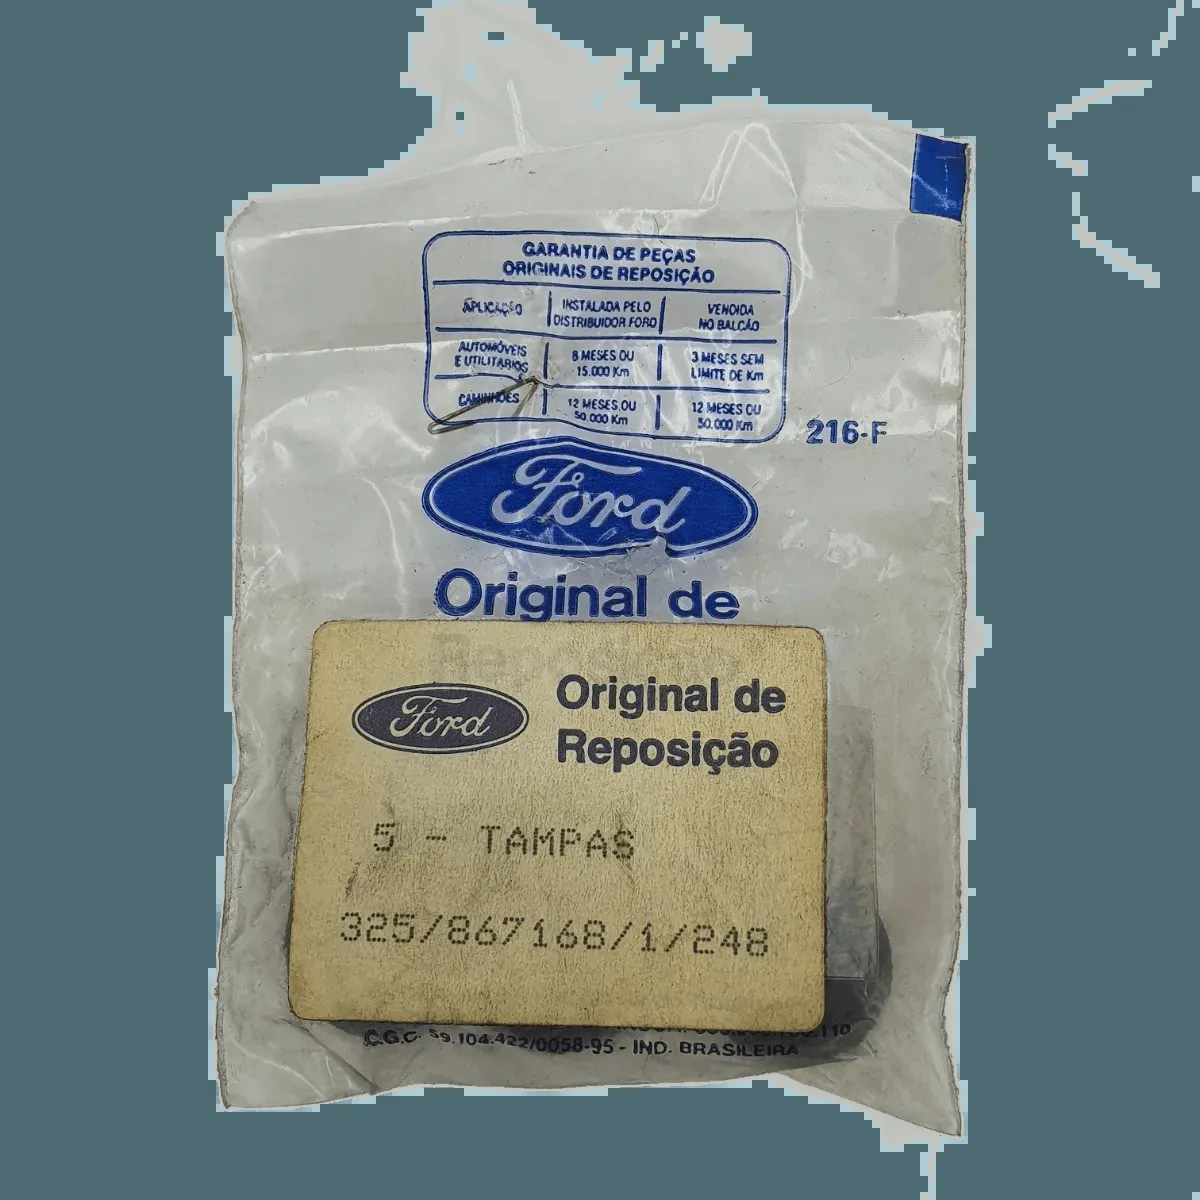 GARANTIA DE PEÇAS
ORIGINAIS DE REPOSIÇÃO
APLICAÇÃO
INSTALADA PELO
DISTRIBUIDOR FORD
VENDIDA
NO BALCÃO
AUTOMÓVEIS
E UTILITÁRIOS
8 MESES OU
15.000 Km
3 MESES SEM
LIMITE DE Km
CAMINHÕES
12 MESES OU
50.000 Km
12 MESES OU
50.000 Km
216-F
Ford
Original de
Reposição
Ford
Original de
Reposição
5 - TAMPAS
325/867168/1/248
C.G.C. 59.104.422/0058-95 - IND. BRASILEIRA